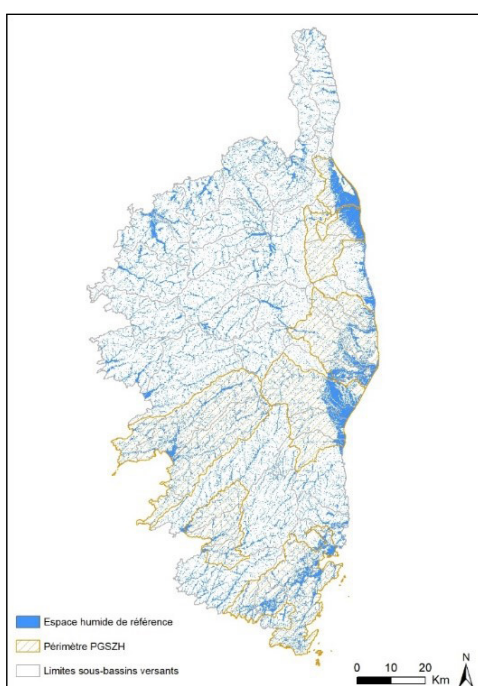 Espace humide de référence
Périmètre PGSZH
Limites sous-bassins versants
N
0 10 20
Km